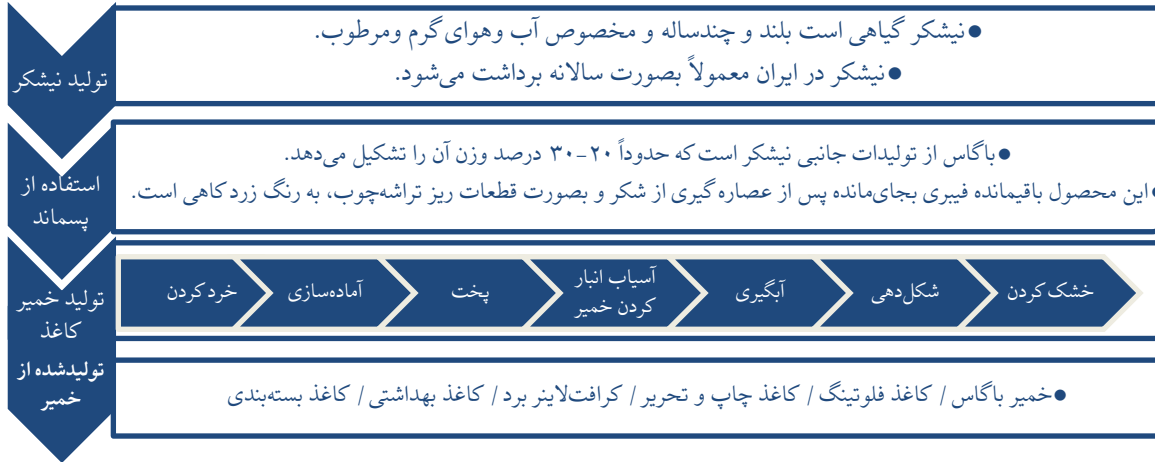 تولید نیشکر
●نیشکر گیاهی است بلند و چندساله و مخصوص آب وهوای گرم ومرطوب.
●نیشکر در ایران معمولاً بصورت سالانه برداشت می‌شود.
استفاده از
پسماند
●باگاس از تولیدات جانبی نیشکر است که حدوداً ۲۰-۳۰ درصد وزن آن را تشکیل می‌دهد.
●این محصول باقیمانده فیبری بجای‌مانده پس از عصاره گیری از شکر و بصورت قطعات ریز تراشه‌چوب، به رنگ زرد کاهی است.
تولید خمیر
کاغذ
خرد کردن
آماده‌سازی
پخت
آسیاب انبار
کردن خمیر
آبگیری
شکل‌دهی
خشک کردن
تولیدشده از
خمیر
●خمیر باگاس / کاغذ فلوتینگ / کاغذ چاپ و تحریر / کرافت‌لاینر برد / کاغذ بهداشتی / کاغذ بسته‌بندی